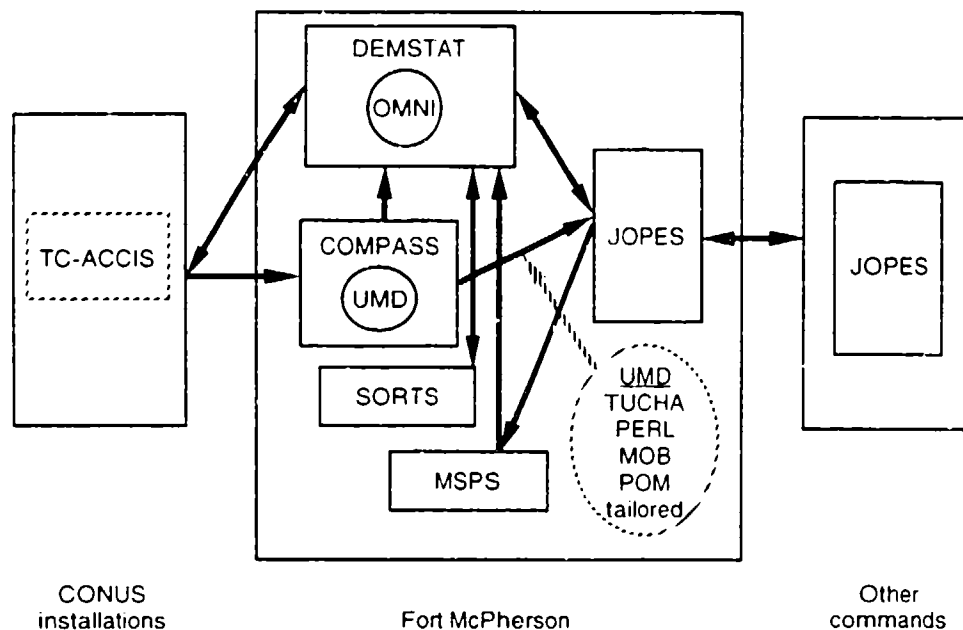 DEMSTAT
OMNI
TC-ACCIS
COMPASS
UMD
JOPES
JOPES
SORTS
MSPS
UMD
TUCHA
PERL
MOB
POM
tailored
CONUS
installations
Fort McPherson
Other
commands